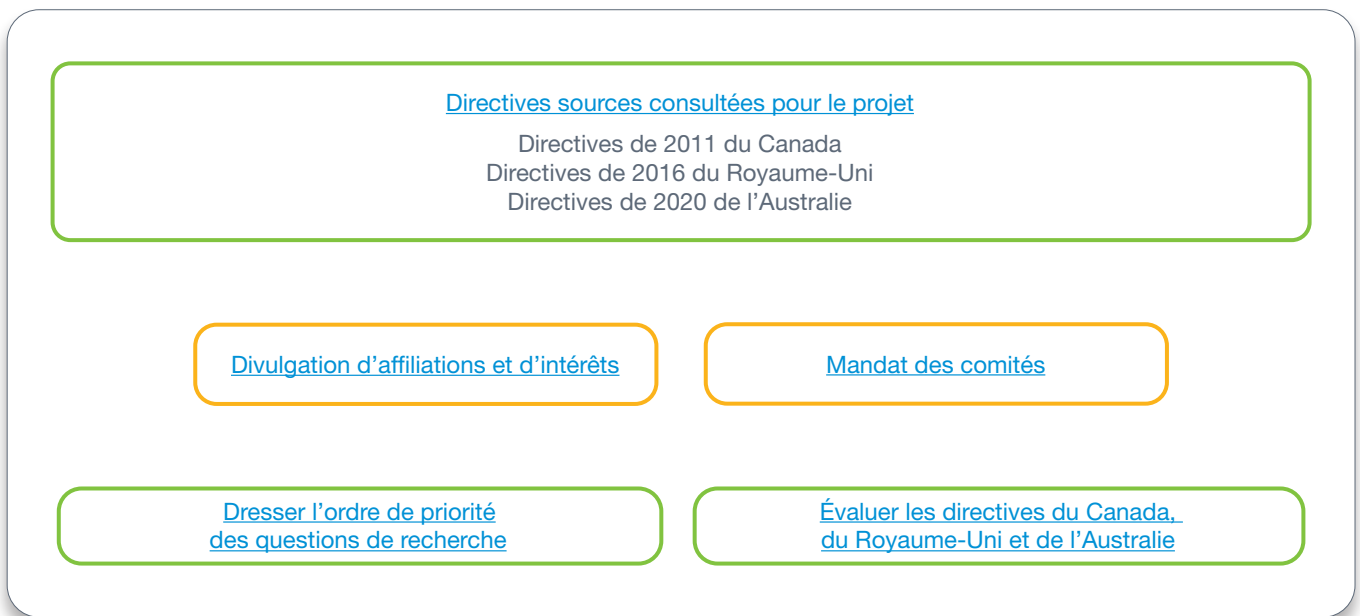 Directives sources consultées pour le projet
Directives de 2011 du Canada
Directives de 2016 du Royaume-Uni
Directives de 2020 de l’Australie
Divulgation d’affiliations et d’intérêts
Mandat des comités
Dresser l’ordre de priorité
des questions de recherche
Évaluer les directives du Canada,
du Royaume-Uni et de l’Australie